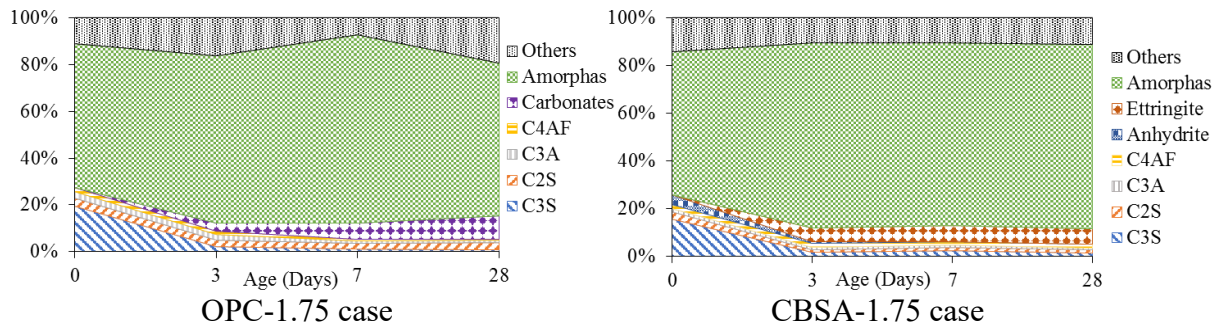 100%
80%
60%
40%
20%
0%
0
3
7
28
Age (Days)
Others
Amorphas
Carbonates
C4AF
C3A
C2S
C3S
OPC-1.75 case
100%
80%
60%
40%
20%
0%
0
3
7
28
Age (Days)
Others
Amorphas
Ettringite
Anhydrite
C4AF
C3A
C2S
C3S
CBSA-1.75 case